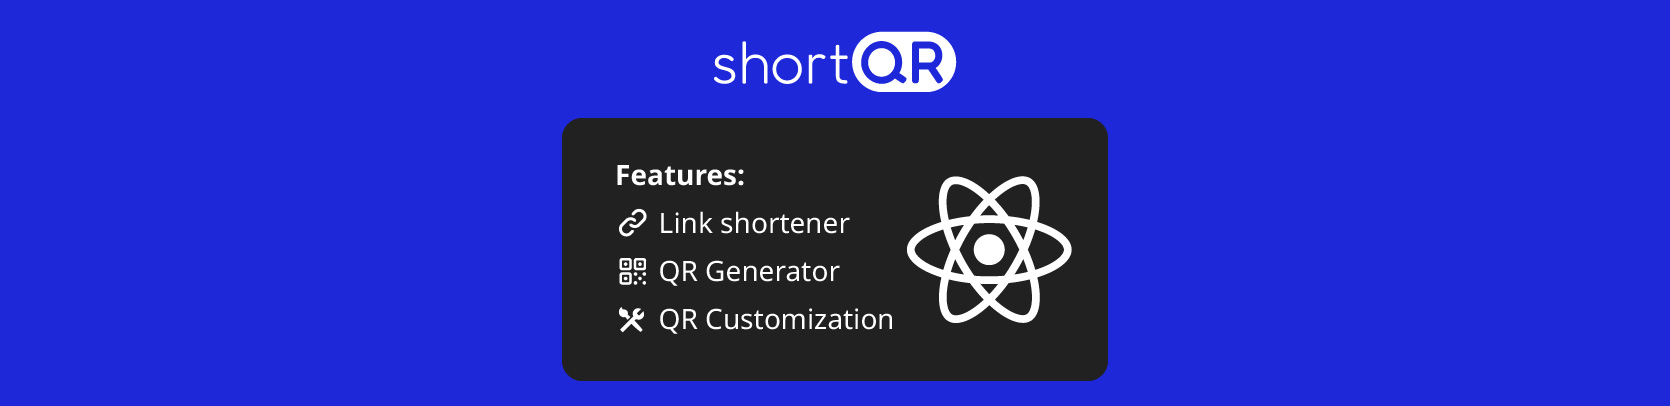 shortQR
Features:
Link shortener
QR Generator
QR Customization